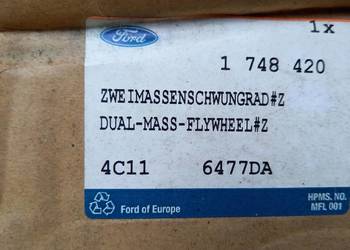 Ford
1x
1 748 420
ZWEIMASSENSCHWUNGRAD#Z
DUAL-MASS-FLYWHEEL#Z
4C11 6477DA
Ford of Europe
HPMS. NO.
MFL 001